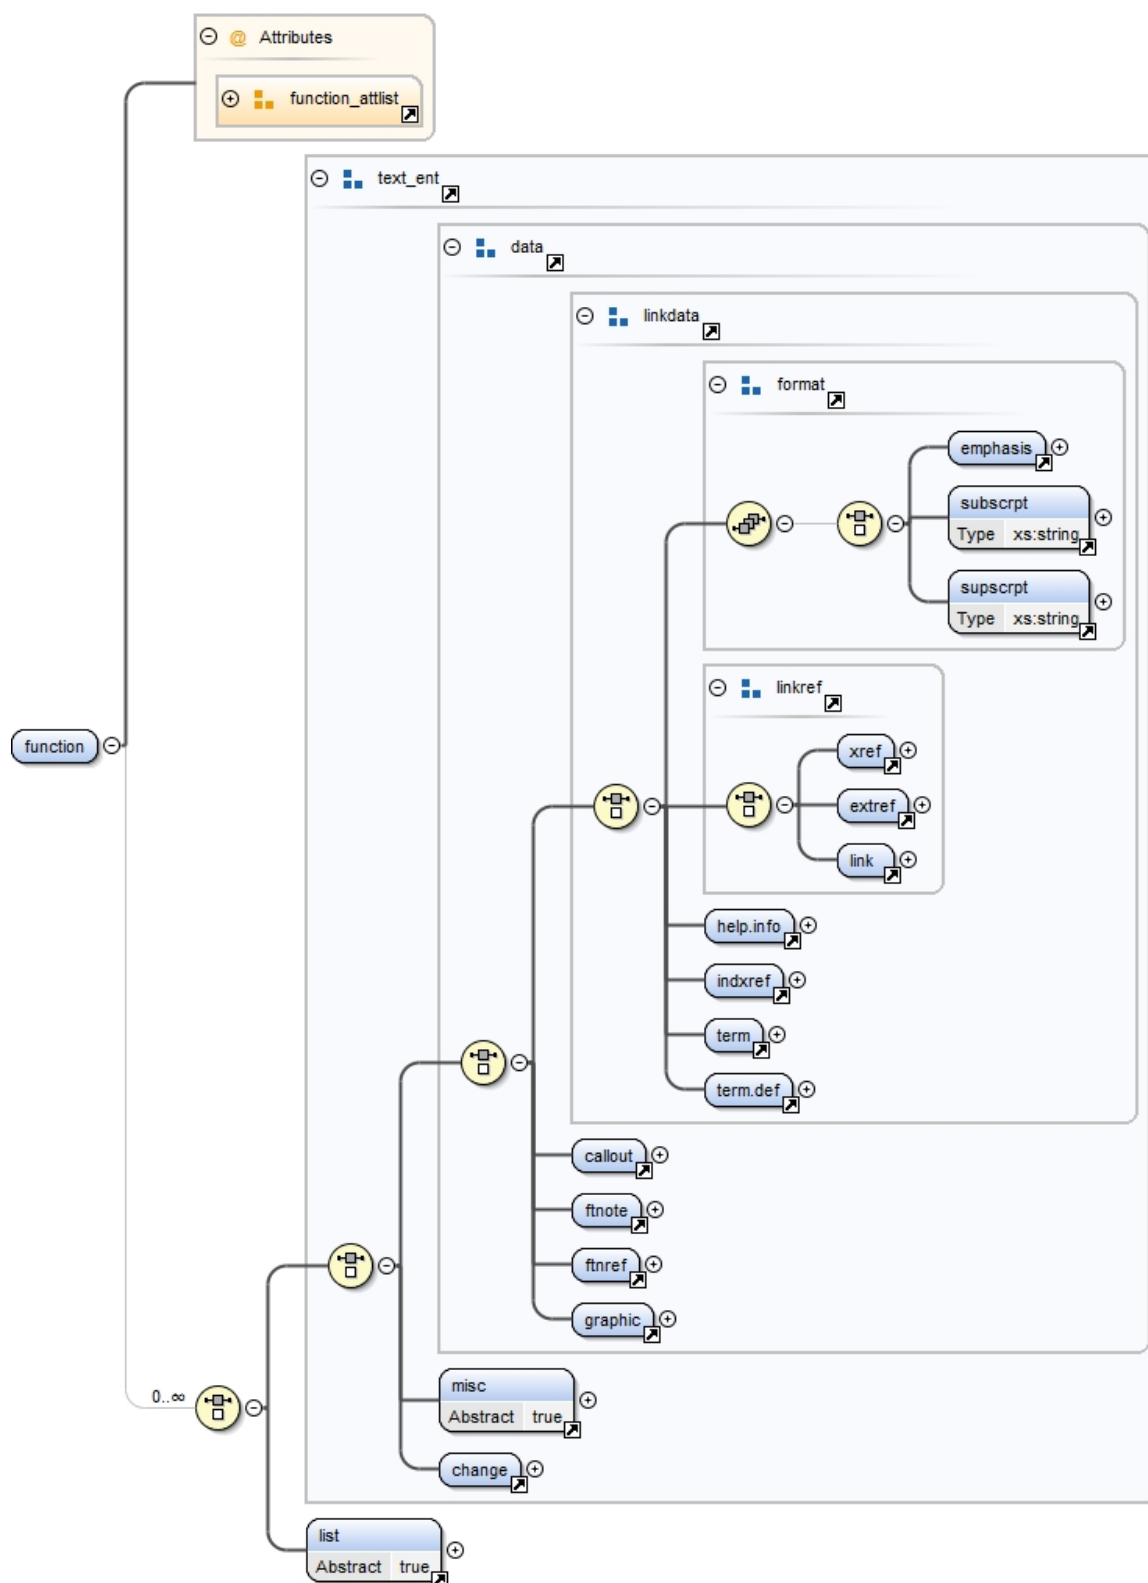 @ Attributes
function_attlist
text_ent
data
linkdata
format
emphasis
subscrpt
Type xs:string
supscrpt
Type xs:string
linkref
function
xref
extref
link
help.info
indxref
term
term.def
callout
ftnote
ftnref
graphic
misc
0..∞
Abstract true
change
list
Abstract true